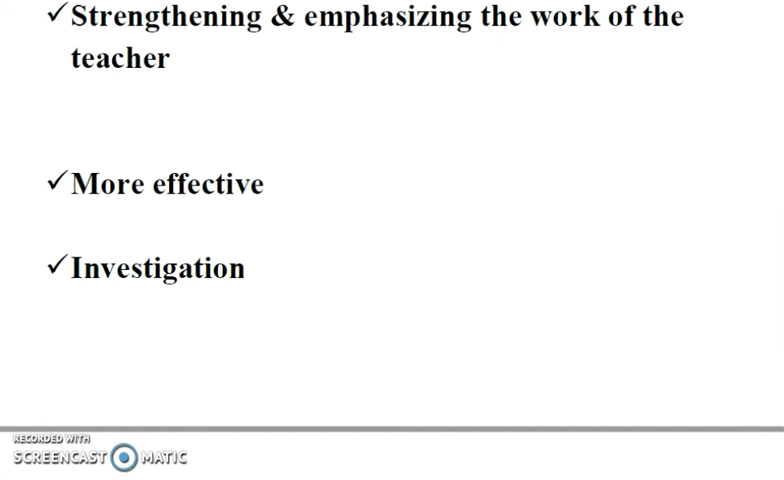 ✓Strengthening & emphasizing the work of the
teacher
✓More effective
✓Investigation
RECORDED WITH
SCREENCAST MATIC